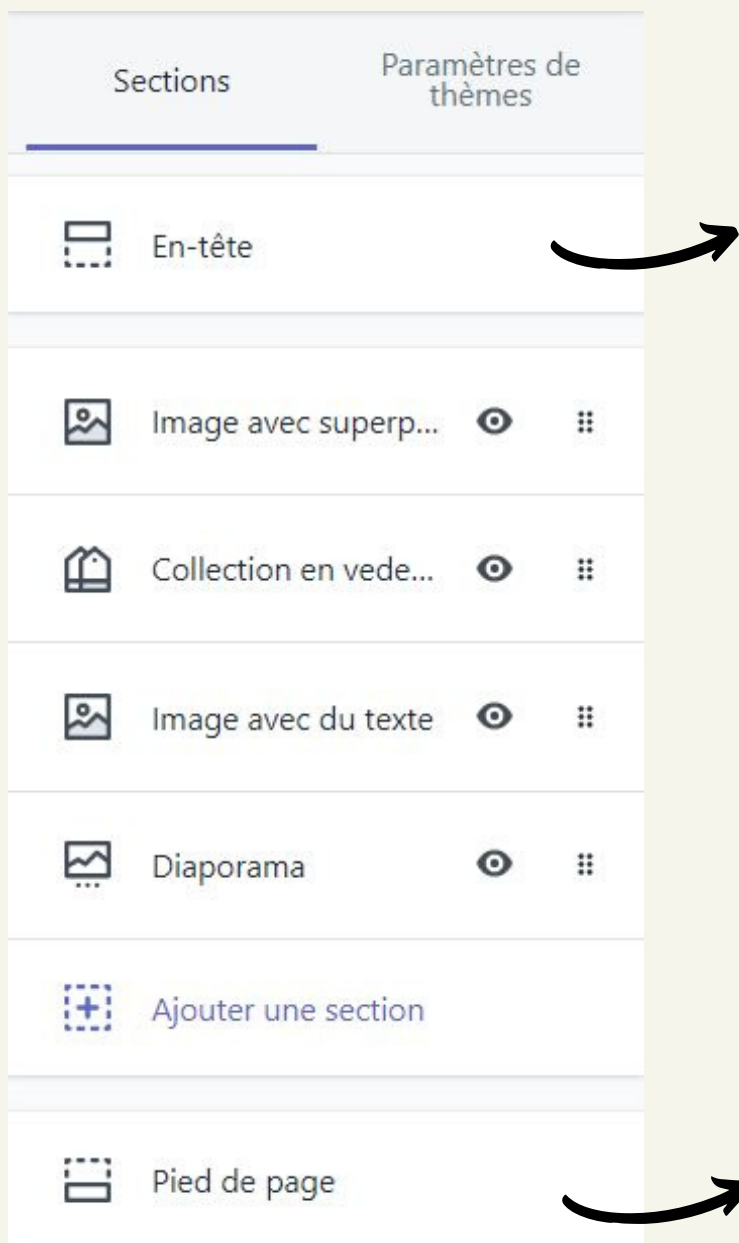 Sections
Paramètres de
thèmes
En-tête
Image avec superp...
Collection en vede...
Image avec du texte
Diaporama
Ajouter une section
Pied de page